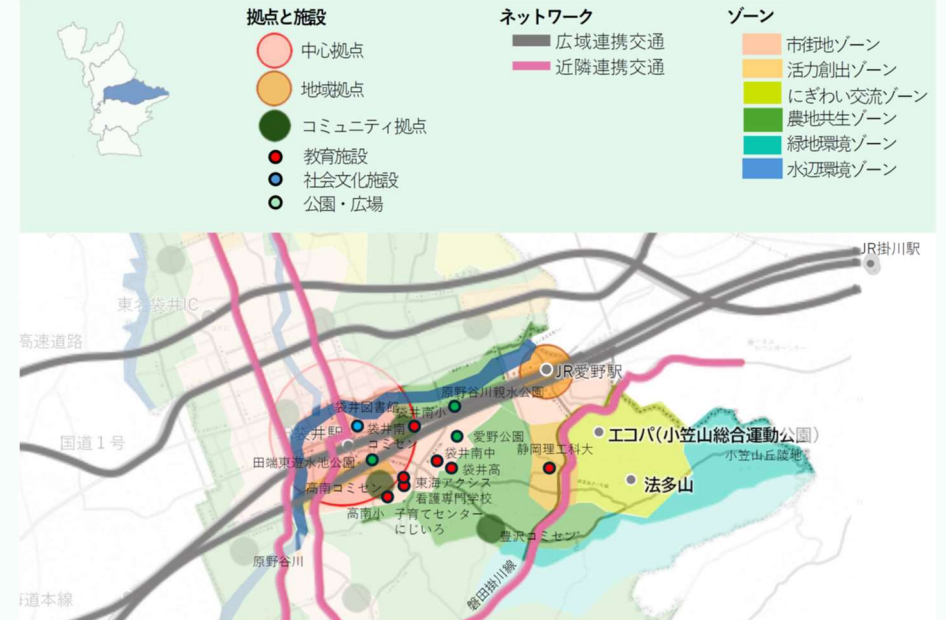 拠点と施設
中心拠点
地域拠点
コミュニティ拠点
教育施設
社会文化施設
公園・広場
ネットワーク
広域連携交通
近隣連携交通
ゾーン
市街地ゾーン
活力創出ゾーン
にぎわい交流ゾーン
農地共生ゾーン
緑地環境ゾーン
水辺環境ゾーン
JR掛川駅
東名袋井IC
高速道路
JR愛野駅
原野谷川親水公園
袋井図書館
袋井南小
袋井駅
袋井南
コミセン
愛野公園
エコパ(小笠山総合運動公園)
国道1号
静岡理工科大
袋井南中
小笠山丘陵地
田端東遊水池公園
袋井高
法多山
東海アクシス
看護専門学校
高南コミセン
高南小
子育てセンター
にじいろ
豊沢コミセン
原野谷川
磐田掛川線
道本線